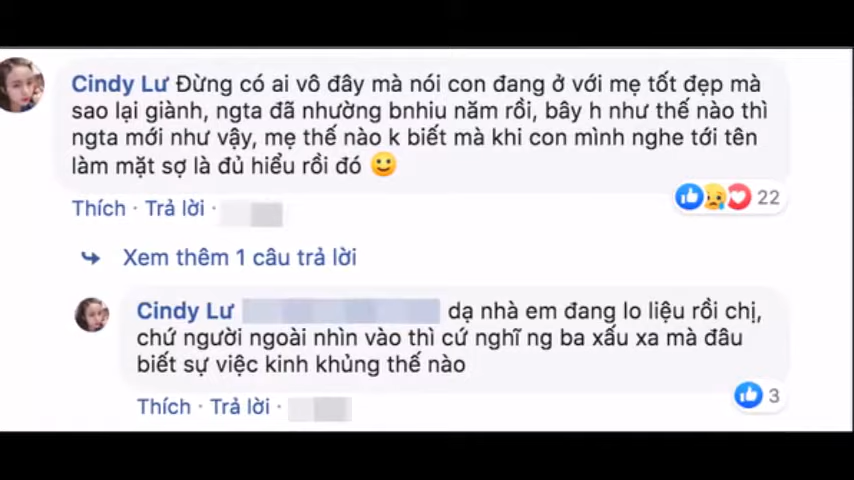 Cindy Lư Đừng có ai vô đây mà nói con đang ở với mẹ tốt đẹp mà
sao lại giành, ngta đã nhường bnhiu năm rồi, bây h như thế nào thì
ngta mới như vậy, mẹ thế nào k biết mà khi con mình nghe tới tên
làm mặt sợ là đủ hiểu rồi đó
Thích · Trả lời ·
22
Xem thêm 1 câu trả lời
Cindy Lư dạ nhà em đang lo liệu rồi chị,
chứ người ngoài nhìn vào thì cứ nghĩ ng ba xấu xa mà đâu
biết sự việc kinh khủng thế nào
Thích · Trả lời ·
3